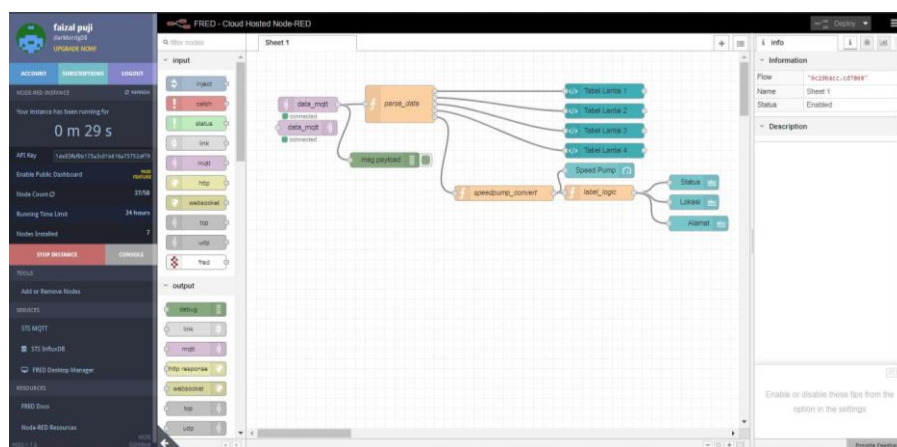 faizal puji
UPGRADE NOW!
ACCOUNT
SUBSCRIPTIONS
LOGOUT
NODE-RED INSTANCE
REFRESH
Your instance has been running for
0 m 29 s
API Key
Enable Public Dashboard
PAID FEATURE
Node Count
37/50
Running Time Limit
24 hours
Nodes Installed
7
STOP INSTANCE
CONSOLE
TOOLS
Add or Remove Nodes
SERVICES
STS MQTT
STS InfluxDB
FRED Desktop Manager
RESOURCES
FRED Docs
Node-RED Resources
FRED - Cloud Hosted Node-RED
Deploy
filter nodes
input
inject
catch
status
link
mqtt
http
websocket
tcp
udp
fred
output
debug
link
mqtt
http response
websocket
tcp
udp
Sheet 1
data_mqtt
connected
data_mqtt
connected
parse_data
msg.payload
Tabel Lantai 1
Tabel Lantai 2
Tabel Lantai 3
Tabel Lantai 4
Speed Pump
speedpump_convert
label_logic
Status
Lokasi
Alamat
info
Information
Flow
Name
Sheet 1
Status
Enabled
Description
Enable or disable these tips from the
option in the settings